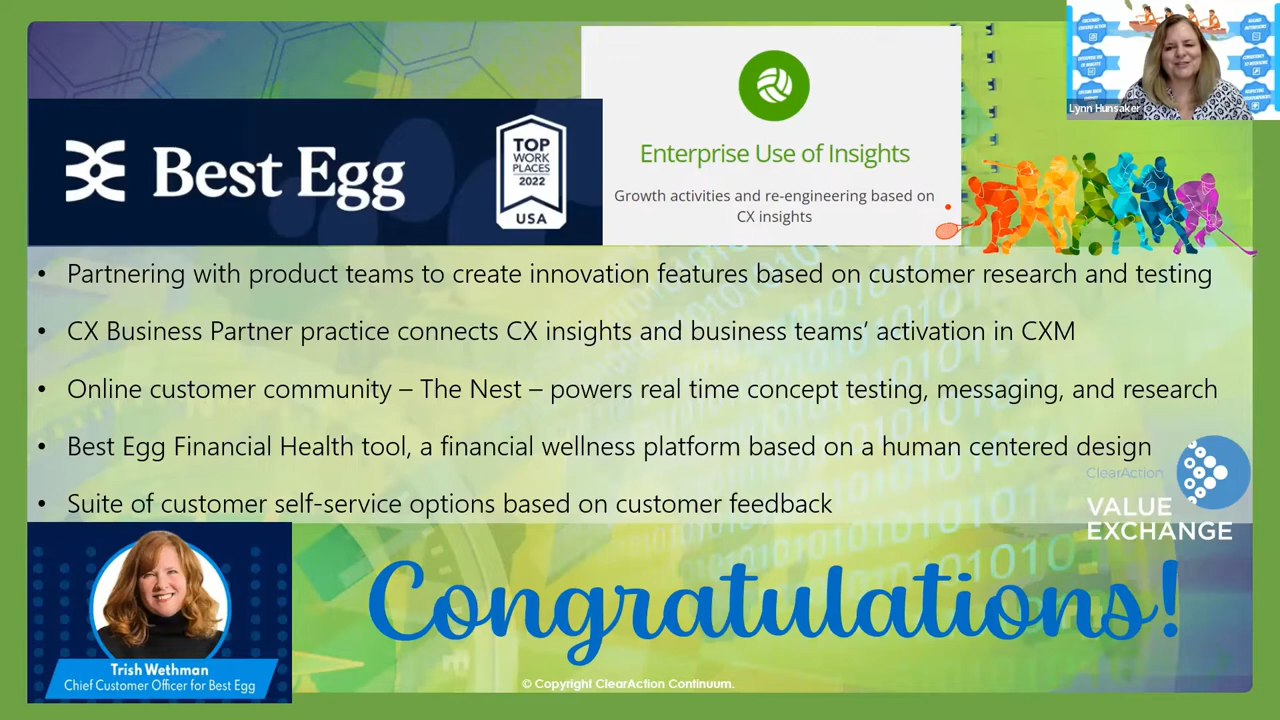 Best Egg
TOP
WORK
PLACES
2022
USA
Enterprise Use of Insights
Growth activities and re-engineering based on
CX insights
Lynn Hunsaker
• Partnering with product teams to create innovation features based on customer research and testing
• CX Business Partner practice connects CX insights and business teams’ activation in CXM
• Online customer community – The Nest – powers real time concept testing, messaging, and research
• Best Egg Financial Health tool, a financial wellness platform based on a human centered design
• Suite of customer self-service options based on customer feedback
ClearAction
VALUE
EXCHANGE
Trish Wethman
Chief Customer Officer for Best Egg
Congratulations!
© Copyright ClearAction Continuum.